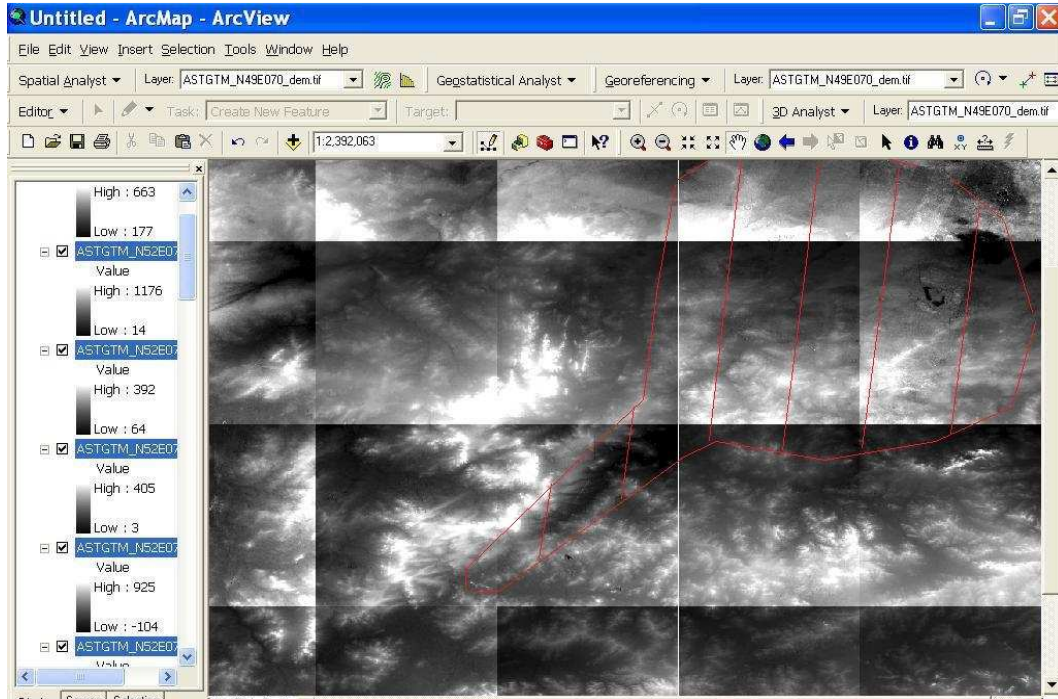 Untitled - ArcMap - ArcView
File Edit View Insert Selection Tools Window Help
Spatial Analyst Layer: ASTGTM_N49E070_dem.tif Geostatistical Analyst Georeferencing Layer: ASTGTM_N49E070_dem.tif
Editor Task: Create New Feature Target: 3D Analyst Layer: ASTGTM_N49E070_dem.tif
1:2,392,063
High : 663
Low : 177
ASTGTM_N52E07
Value
High : 1176
Low : 14
ASTGTM_N52E07
Value
High : 392
Low : 64
ASTGTM_N52E07
Value
High : 405
Low : 3
ASTGTM_N52E07
Value
High : 925
Low : -104
ASTGTM_N52E07
Value